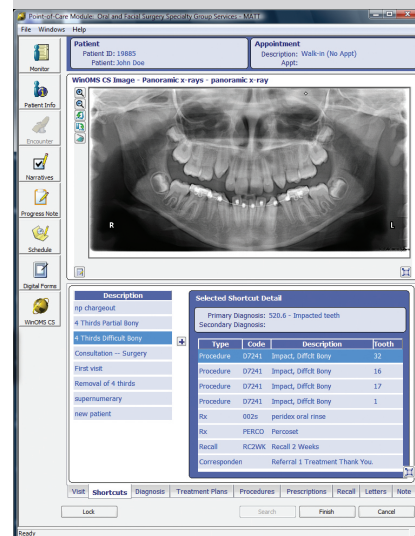 Point-of-Care Module: Oral and Facial Surgery Specialty Group Services - MATT
File Windows Help
Monitor
Patient Info
Encounter
Narratives
Progress Note
Schedule
Digital Forms
WinOMS CS
Patient
Patient ID: 19885
Patient: John Doe
Appointment
Description: Walk-in (No Appt)
Appt:
WinOMS CS Image - Panoramic x-rays - panoramic x-ray
R L
Description
np chargeout
4 Thirds Partial Bony
4 Thirds Difficult Bony
Consultation -- Surgery
First visit
Removal of 4 thirds
supernumerary
new patient
Selected Shortcut Detail
Primary Diagnosis: 520.6 - Impacted teeth
Secondary Diagnosis:
Type Code Description Tooth
Procedure D7241 Impact, Diffclt Bony 32
Procedure D7241 Impact, Diffclt Bony 16
Procedure D7241 Impact, Diffclt Bony 17
Procedure D7241 Impact, Diffclt Bony 1
Rx 002s peridex oral rinse
Rx PERCO Percoset
Recall RC2WK Recall 2 Weeks
Corresponden Referral 1 Treatment Thank You.
Visit Shortcuts Diagnosis Treatment Plans Procedures Prescriptions Recall Letters Note
Lock Search Finish Cancel
Ready